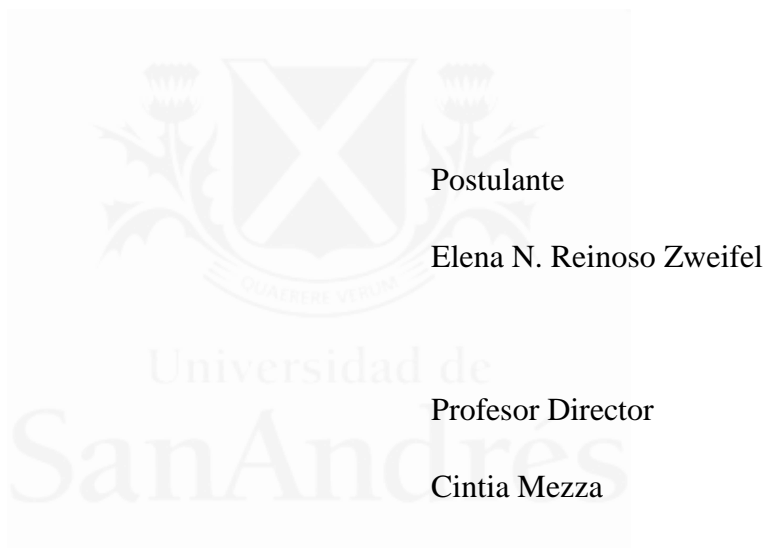 Postulante
Elena N. Reinoso Zweifel
QUAERERE VERUM
Universidad de
Profesor Director
SanAndrés
Cintia Mezza